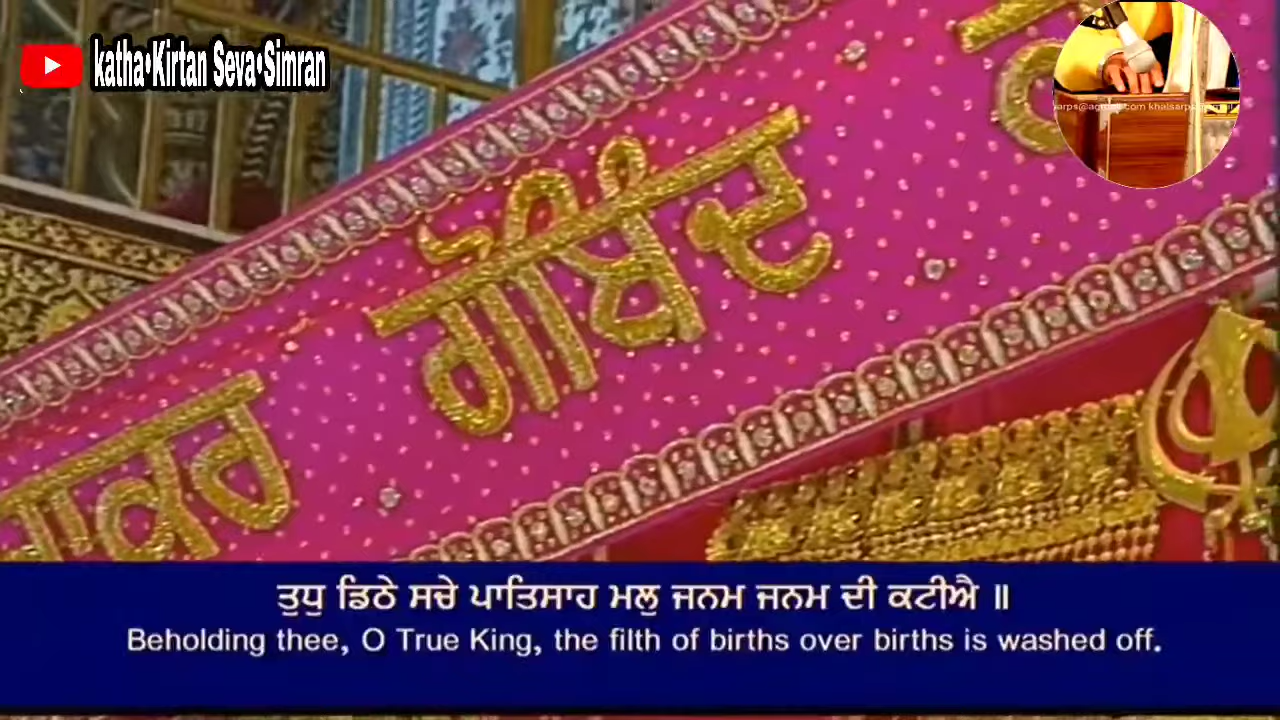 katha•Kirtan Seva•Simran
ਗੋਬਿੰਦ
ਤੁਧੁ ਡਿਠੇ ਸਚੇ ਪਾਤਿਸਾਹ ਮਲੁ ਜਨਮ ਜਨਮ ਦੀ ਕਟੀਐ ॥
Beholding thee, O True King, the filth of births over births is washed off.